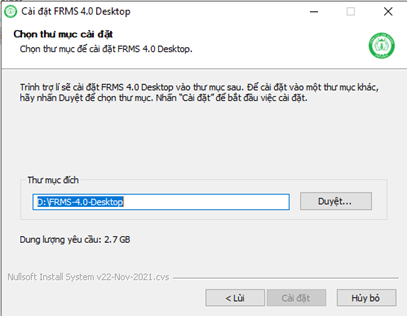 Cài đặt FRMS 4.0 Desktop
Chọn thư mục cài đặt
Chọn thư mục để cài đặt FRMS 4.0 Desktop.
Trình trợ lí sẽ cài đặt FRMS 4.0 Desktop vào thư mục sau. Để cài đặt vào một thư mục khác,
hãy nhấn Duyệt để chọn thư mục. Nhấn “Cài đặt” để bắt đầu việc cài đặt.
Thư mục đích
D:\FRMS-4.0-Desktop
Duyệt...
Dung lượng yêu cầu: 2.7 GB
Nullsoft Install System v22-Nov-2021.cvs
< Lùi
Cài đặt
Hủy bỏ